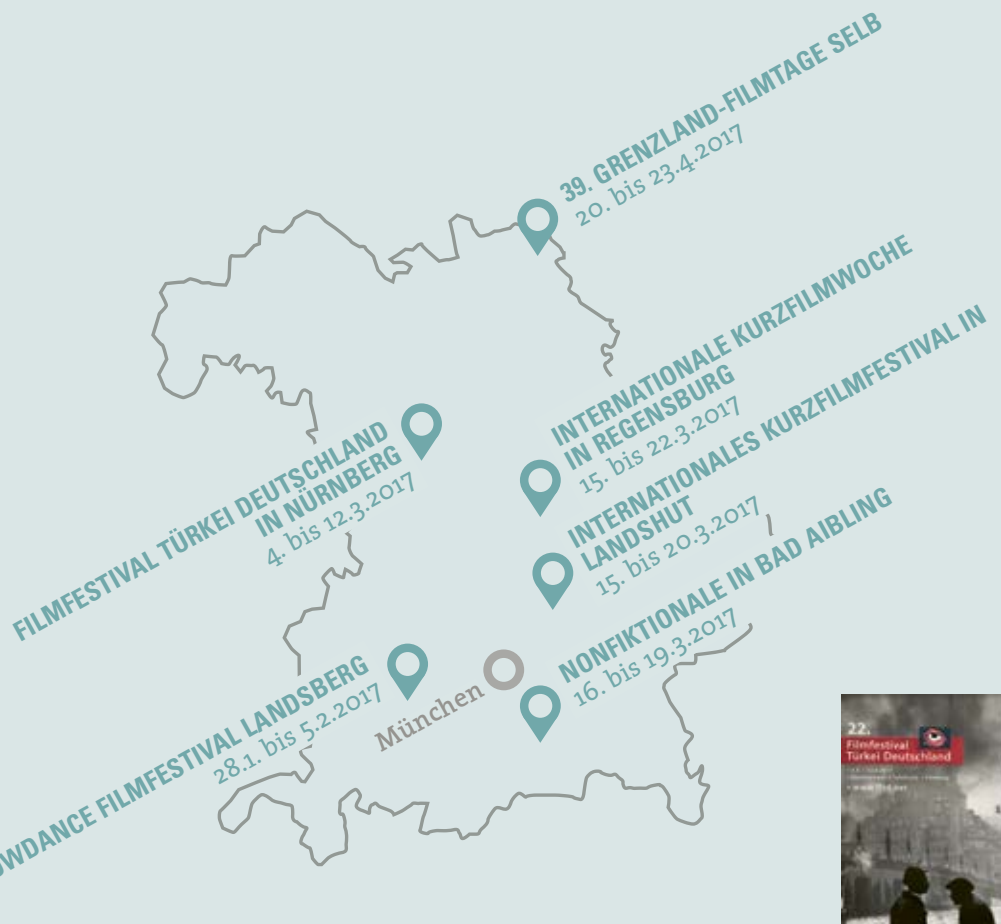 39. GRENZLAND-FILMTAGE SELB
20. bis 23.4.2017
INTERNATIONALE KURZFILMWOCHE
IN REGENSBURG
15. bis 22.3.2017
INTERNATIONALES KURZFILMFESTIVAL IN
LANDSHUT
15. bis 20.3.2017
FILMFESTIVAL TÜRKEI DEUTSCHLAND
IN NÜRNBERG
4. bis 12.3.2017
NONFIKTIONALE IN BAD AIBLING
16. bis 19.3.2017
München
WDANCE FILMFESTIVAL LANDSBERG
28.1. bis 5.2.2017
22.
Filmfestival
Türkei Deutschland